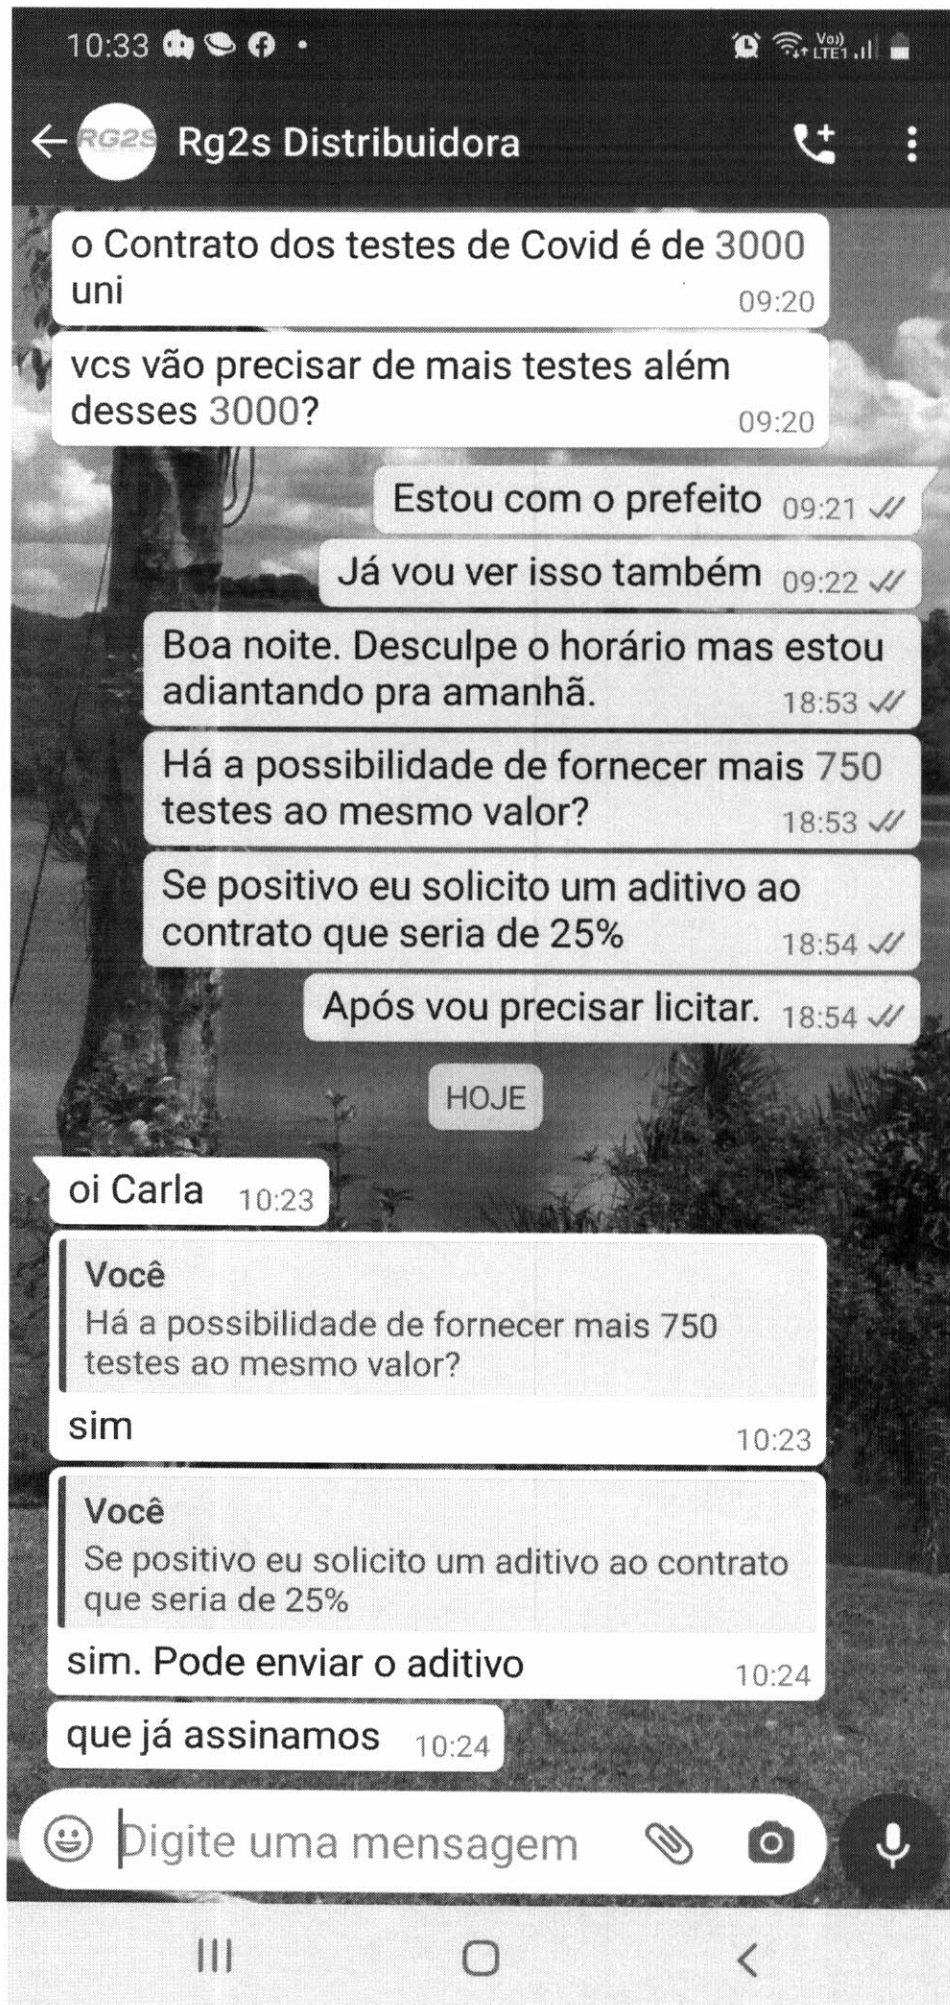 10:33
Vo))
LTE1
RG2S
Rg2s Distribuidora
o Contrato dos testes de Covid é de 3000
uni
09:20
vcs vão precisar de mais testes além
desses 3000?
09:20
Estou com o prefeito 09:21
Já vou ver isso também 09:22
Boa noite. Desculpe o horário mas estou
adiantando pra amanhã.
18:53
Há a possibilidade de fornecer mais 750
testes ao mesmo valor?
18:53
Se positivo eu solicito um aditivo ao
contrato que seria de 25%
18:54
Após vou precisar licitar. 18:54
HOJE
oi Carla 10:23
Você
Há a possibilidade de fornecer mais 750
testes ao mesmo valor?
sim
10:23
Você
Se positivo eu solicito um aditivo ao contrato
que seria de 25%
sim. Pode enviar o aditivo
10:24
que já assinamos 10:24
Digite uma mensagem